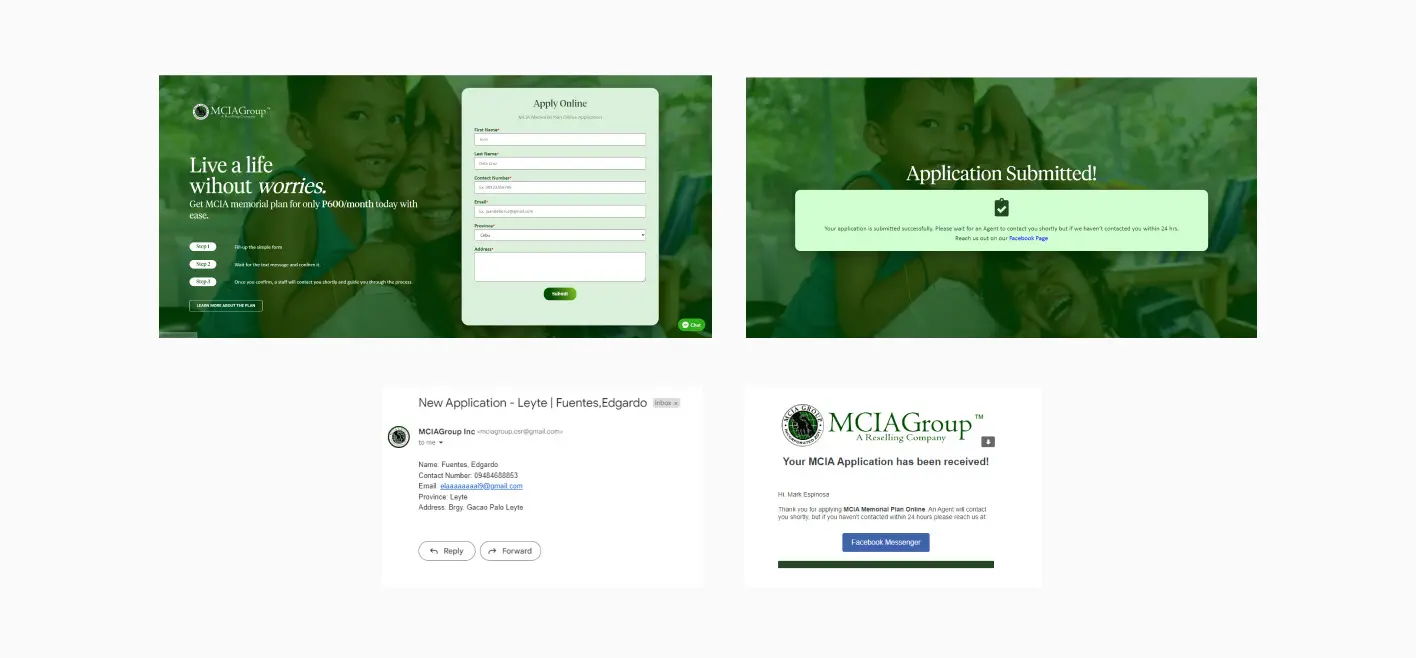 MCIAGroup™
A Reselling Company
Live a life
wihout worries.
Get MCIA memorial plan for only P600/month today with
ease.
Step 1
Fill-up the simple form
Step 2
Wait for the text message and confirm it.
Step 3
Once you confirm, a staff will contact you shortly and guide you through the process
LEARN MORE ABOUT THE PLAN
Apply Online
MCIA Memorial Plan Online Application
First Name*
Last Name*
Dela Cruz
Contact Number*
Email*
Province*
Cebu
Address*
Submit
Chat
Application Submitted!
Your application is submitted successfully. Please wait for an Agent to contact you shortly but if we haven't contacted you within 24 hrs.
Reach us out on our Facebook Page
New Application - Leyte | Fuentes,Edgardo Inbox ×
MCIAGroup Inc <mciagroup.csr@gmail.com>
to me
Name: Fuentes, Edgardo
Contact Number: 09484688853
Email: elaaaaaaaal9@gmail.com
Province: Leyte
Address: Brgy. Gacao Palo Leyte
Reply
Forward
MCIA GROUP
MCIAGroup™
A Reselling Company
Your MCIA Application has been received!
Hi, Mark Espinosa
Thank you for applying MCIA Memorial Plan Online. An Agent will contact
you shortly, but if you haven't contacted within 24 hours please reach us at:
Facebook Messenger